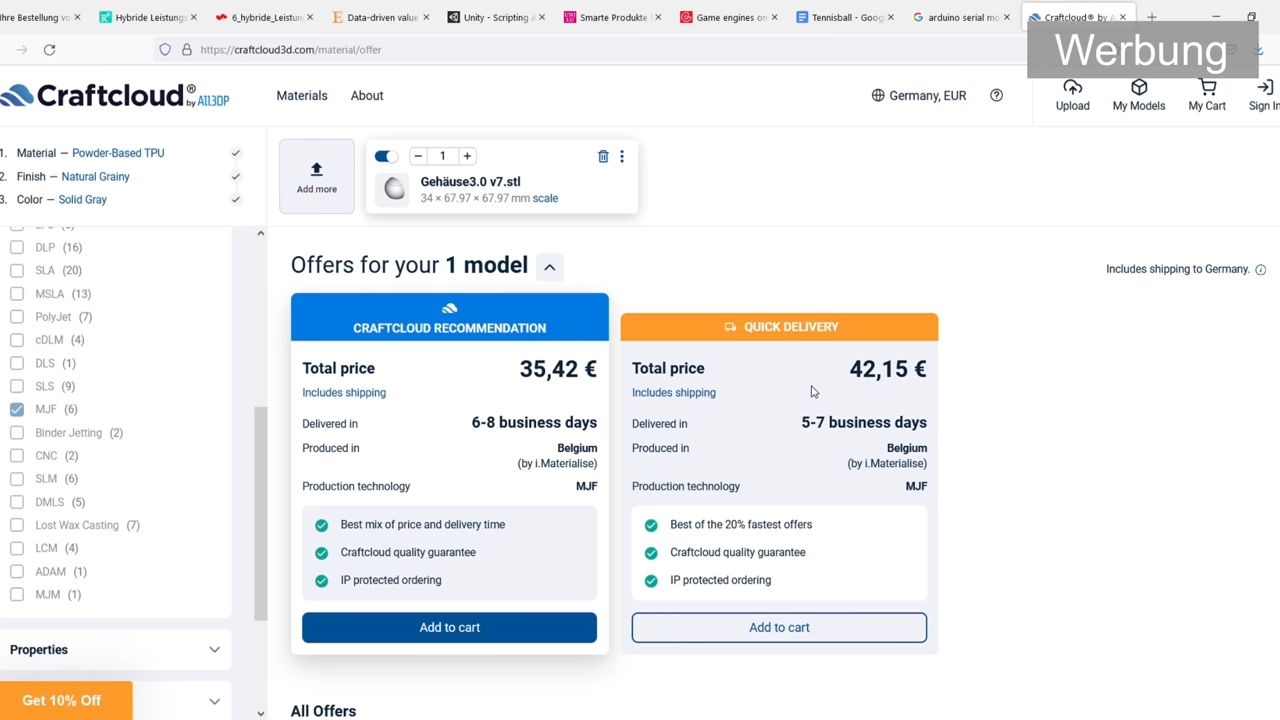 Ihre Bestellung vo
Hybride Leistungs
6_hybride_Leistun
Data-driven value
Unity - Scripting A
Smarte Produkte
Game engines on
Tennisball - Goog
arduino serial mo
Craftcloud® by A
https://craftcloud3d.com/material/offer
Werbung
Craftcloud® by All3DP
Materials
About
Germany, EUR
Upload
My Models
My Cart
Sign In
1. Material — Powder-Based TPU
2. Finish — Natural Grainy
3. Color — Solid Gray
Add more
1
Gehäuse3.0 v7.stl
34 × 67.97 × 67.97 mm scale
DLP (16)
SLA (20)
MSLA (13)
PolyJet (7)
cDLM (4)
DLS (1)
SLS (9)
MJF (6)
Binder Jetting (2)
CNC (2)
SLM (6)
DMLS (5)
Lost Wax Casting (7)
LCM (4)
ADAM (1)
MJM (1)
Properties
Get 10% Off
Offers for your 1 model
Includes shipping to Germany.
CRAFTCLOUD RECOMMENDATION
Total price 35,42 €
Includes shipping
Delivered in 6-8 business days
Produced in Belgium
(by i.Materialise)
Production technology MJF
Best mix of price and delivery time
Craftcloud quality guarantee
IP protected ordering
Add to cart
QUICK DELIVERY
Total price 42,15 €
Includes shipping
Delivered in 5-7 business days
Produced in Belgium
(by i.Materialise)
Production technology MJF
Best of the 20% fastest offers
Craftcloud quality guarantee
IP protected ordering
Add to cart
All Offers